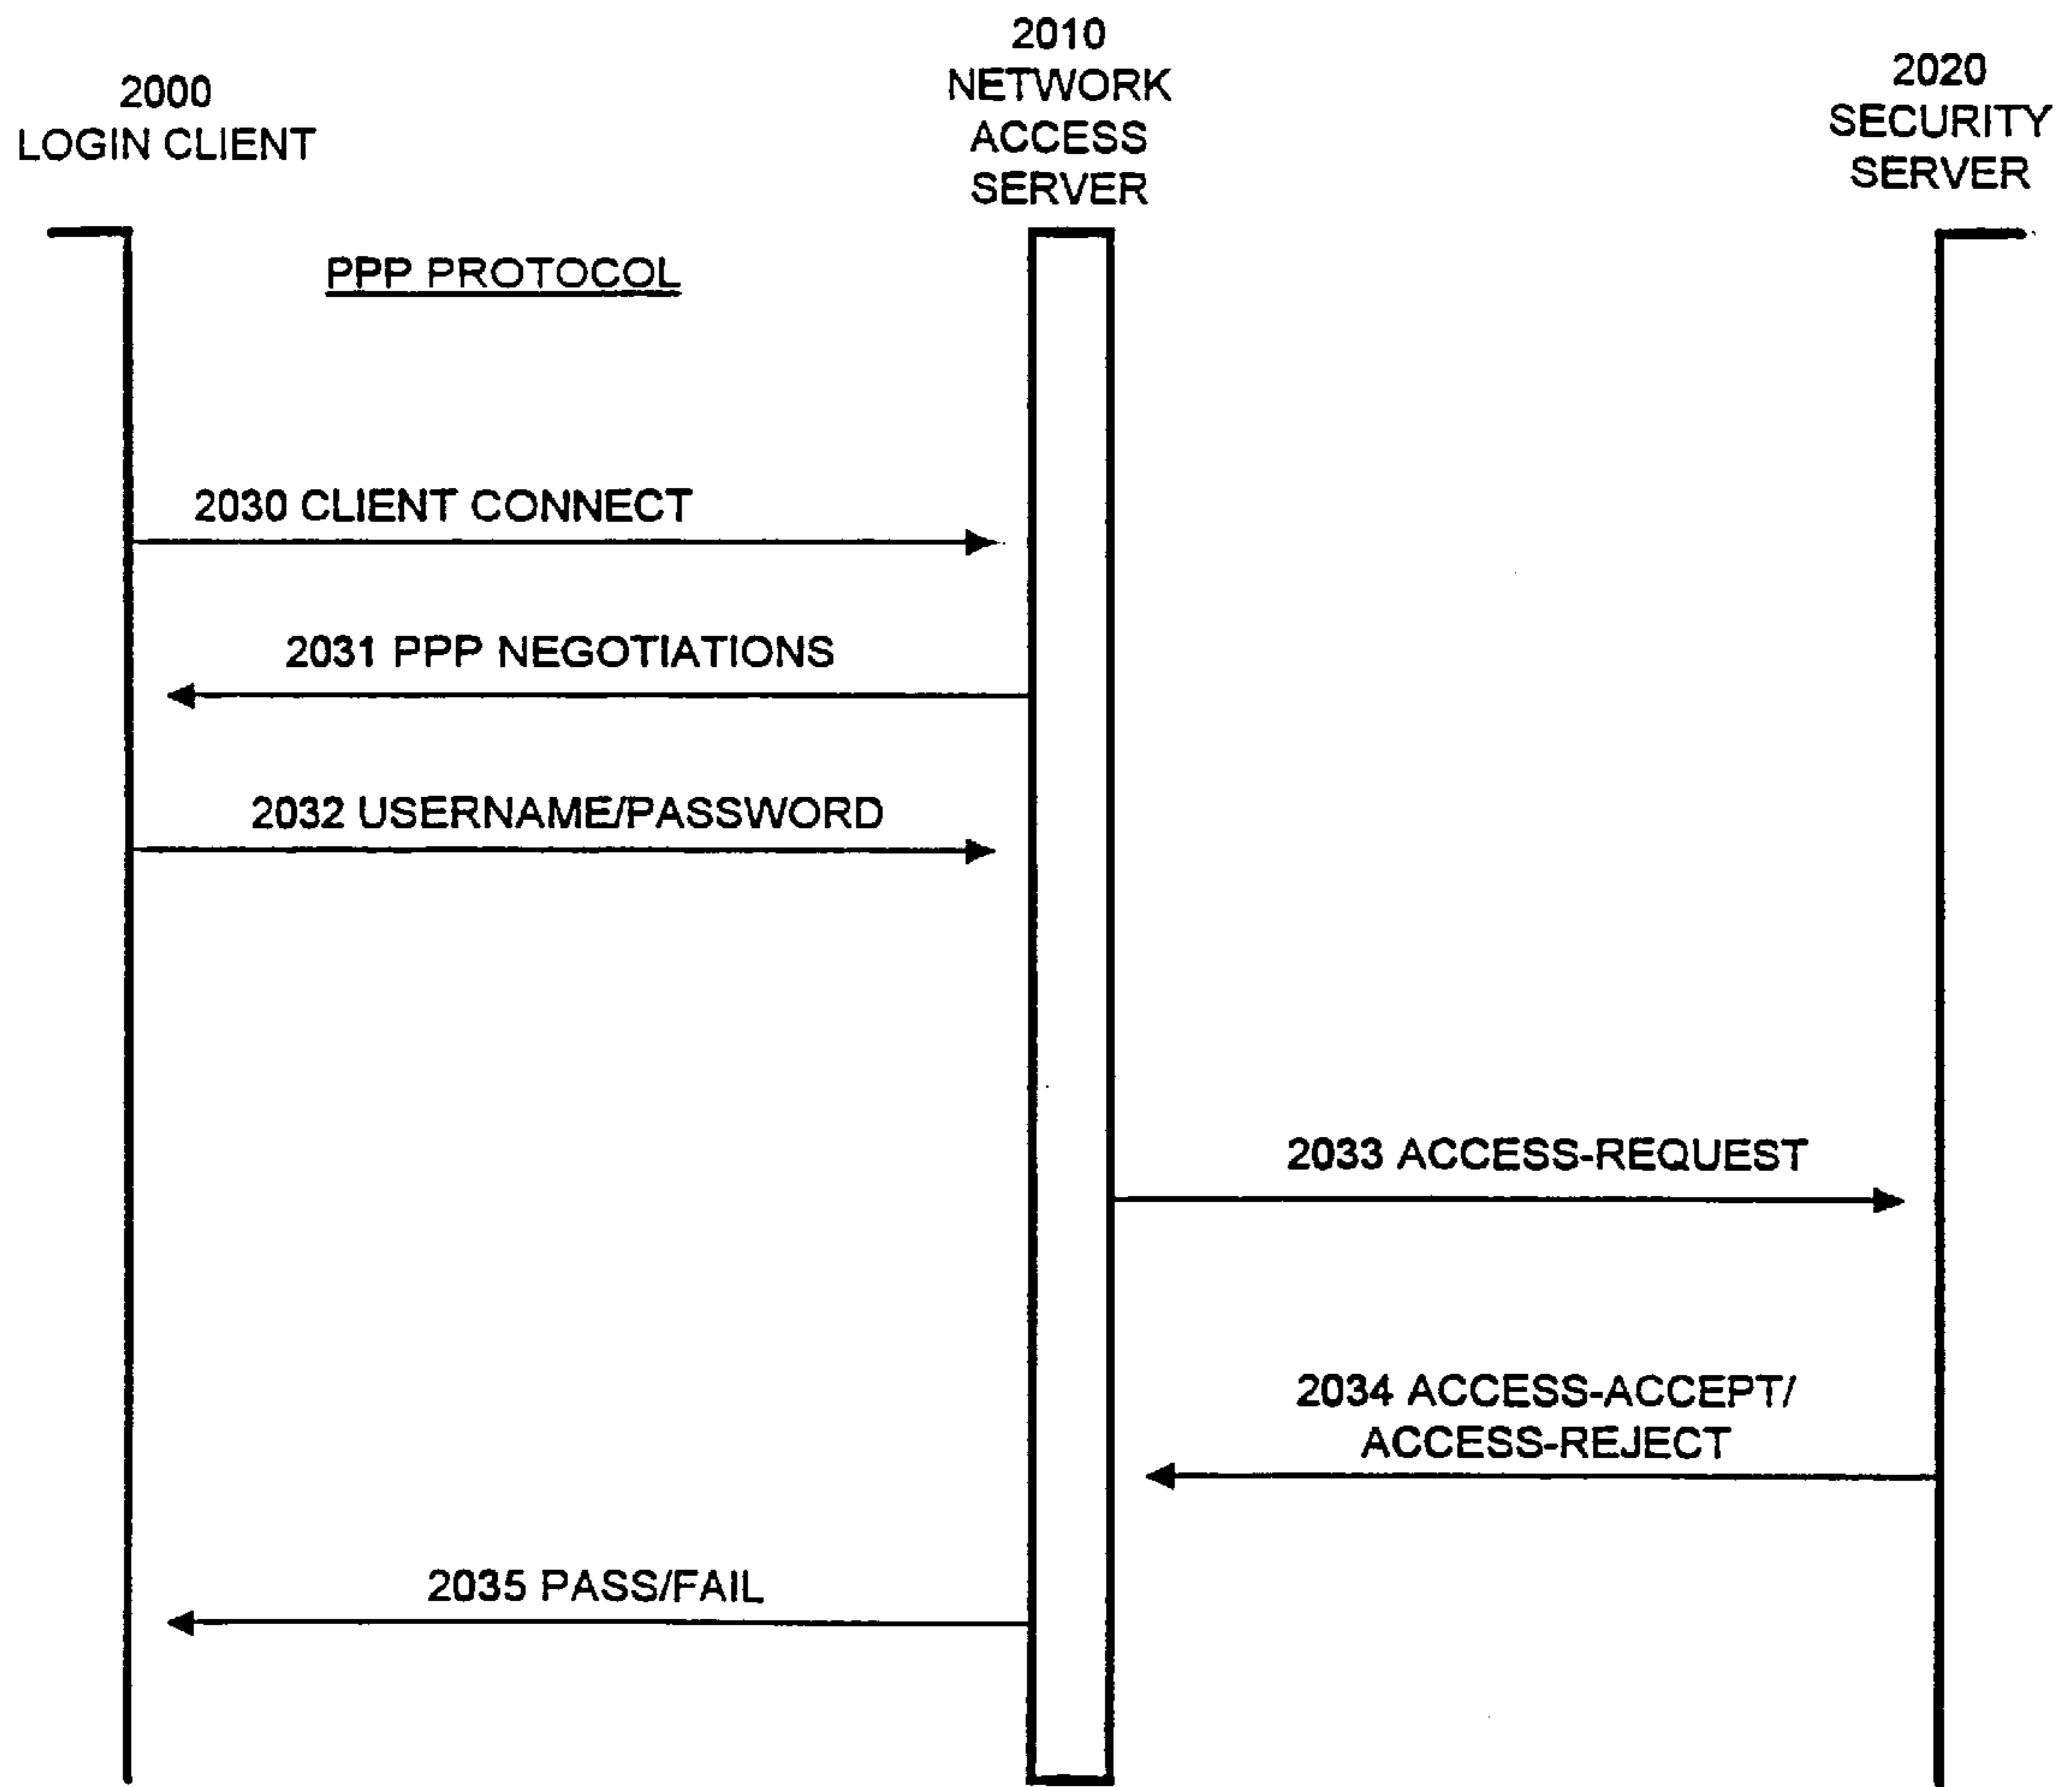 2000
LOGIN CLIENT
2010
NETWORK
ACCESS
SERVER
2020
SECURITY
SERVER
PPP PROTOCOL
2030 CLIENT CONNECT
2031 PPP NEGOTIATIONS
2032 USERNAME/PASSWORD
2033 ACCESS-REQUEST
2034 ACCESS-ACCEPT/
ACCESS-REJECT
2035 PASS/FAIL